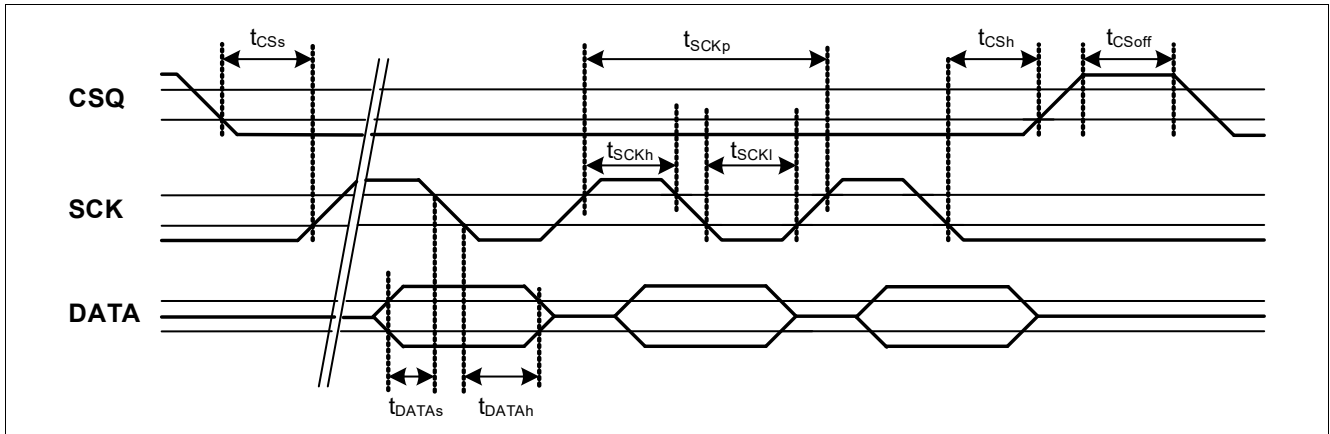 tCSs
tSCKp
tCSh
tCSoff
CSQ
tSCKh
tSCKl
SCK
DATA
tDATAs
tDATAh